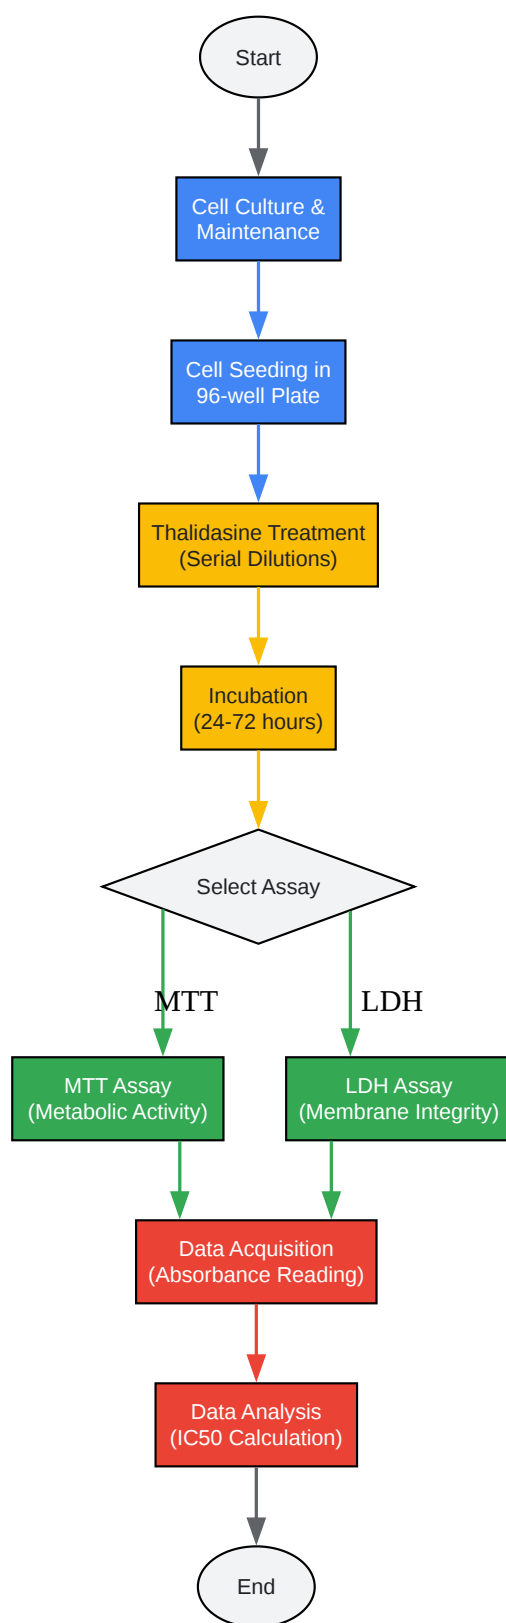 Start
Cell Culture &
Maintenance
Cell Seeding in
96-well Plate
Thalidasine Treatment
(Serial Dilutions)
Incubation
(24-72 hours)
Select Assay
MTT
LDH
MTT Assay
(Metabolic Activity)
LDH Assay
(Membrane Integrity)
Data Acquisition
(Absorbance Reading)
Data Analysis
(IC50 Calculation)
End